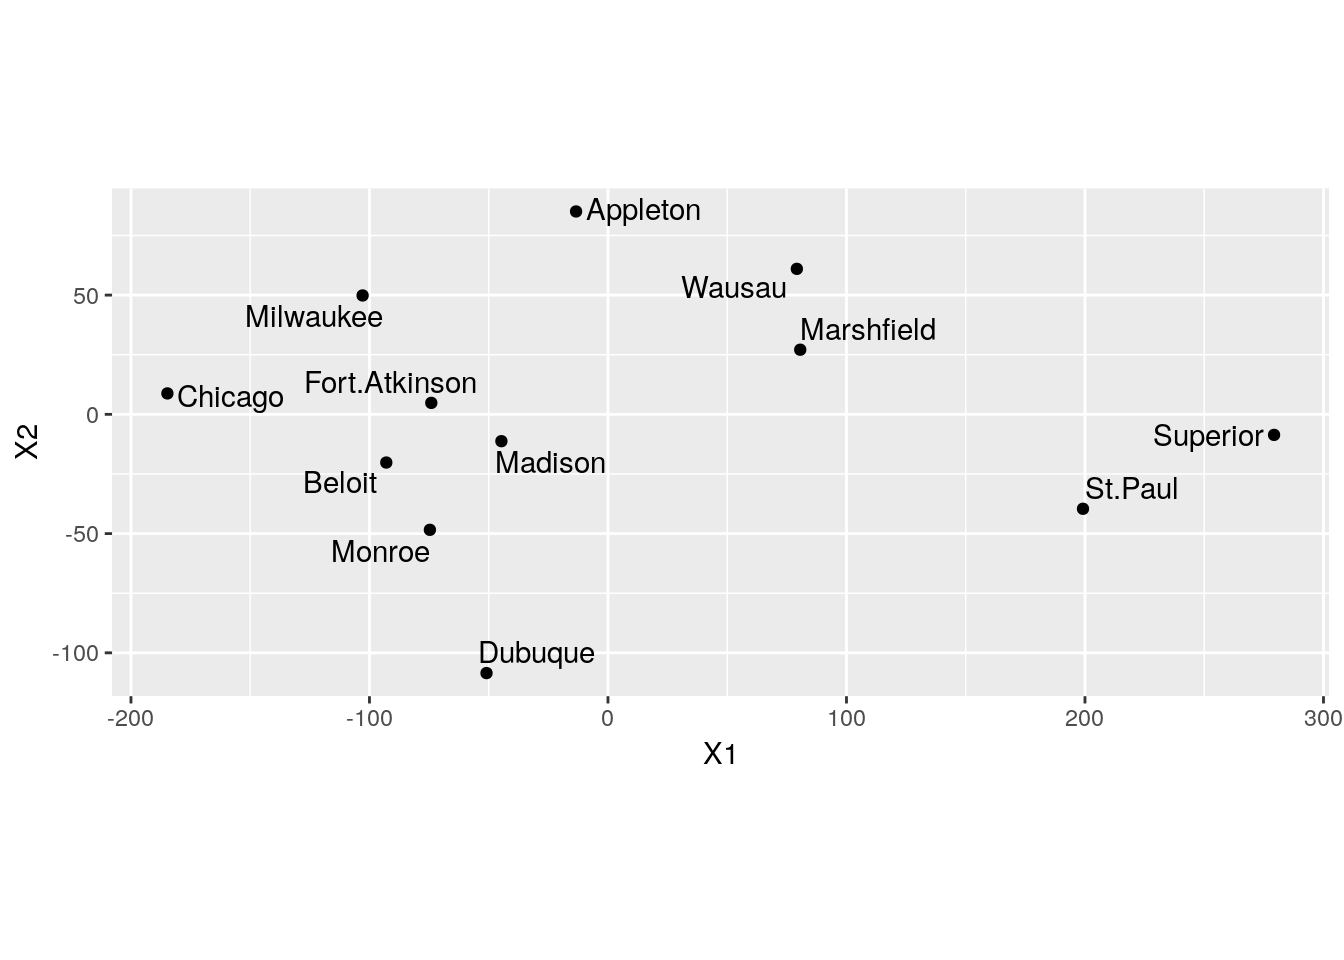 Appleton
Wausau
50
Milwaukee
Marshfield
Fort.Atkinson
Chicago
0
X2
Superior
Madison
Beloit
St.Paul
-50
Monroe
-100
Dubuque
-200
-100
0
100
200
300
X1